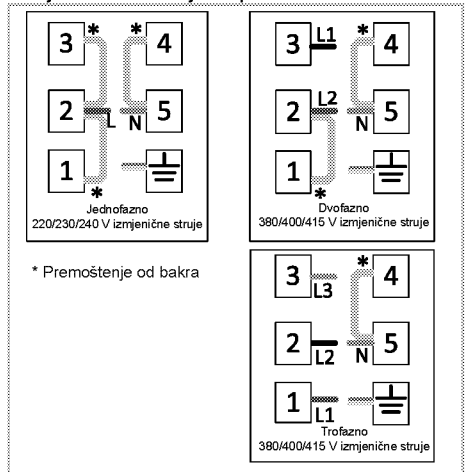 3 * * 4
2 L N 5
1 *
Jednofazno
220/230/240 V izmjenične struje
3 L1 * 4
2 L2 N 5
1 *
Dvofazno
380/400/415 V izmjenične struje
* Premoštenje od bakra
3 L3 * 4
2 L2 N 5
1 L1
Trofazno
380/400/415 V izmjenične struje